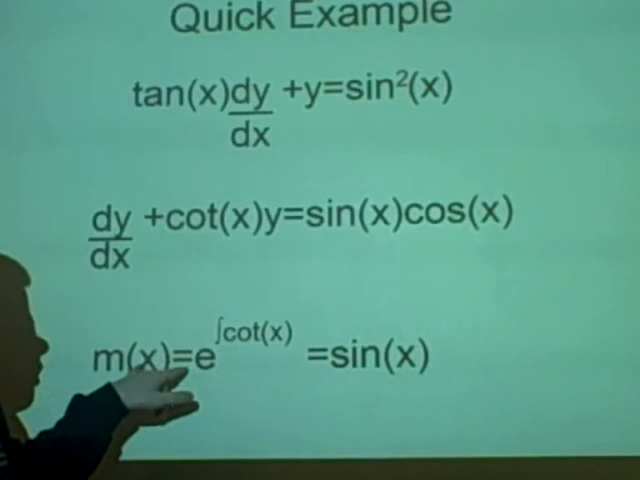 Quick Example
tan(x)dy/dx +y=sin²(x)
dy/dx +cot(x)y=sin(x)cos(x)
m(x)=e^∫cot(x) =sin(x)